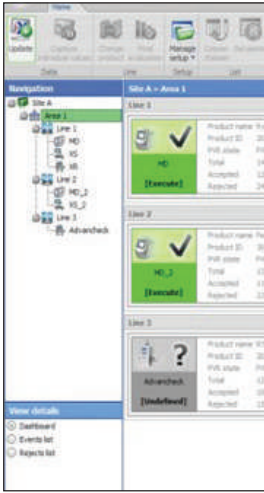 Home
Update
Capture individual values
Change product
Print evaluation
Manage setup
Data
Line
Setup
List
Navigation
Site A > Area 1
Site A
Area 1
Line 1
MD
XS
XR
Line 2
MD_2
XS_2
Line 3
Advancheck
Line 1
MD
[Execute]
Product name
Product ID
PVR state
Total
Accepted
Rejected
Line 2
MD_2
[Execute]
Product name
Product ID
PVR state
Total
Accepted
Rejected
Line 3
Advancheck
[Undefined]
Product name
Product ID
PVR state
Total
Accepted
Rejected
View details
Dashboard
Events list
Rejects list